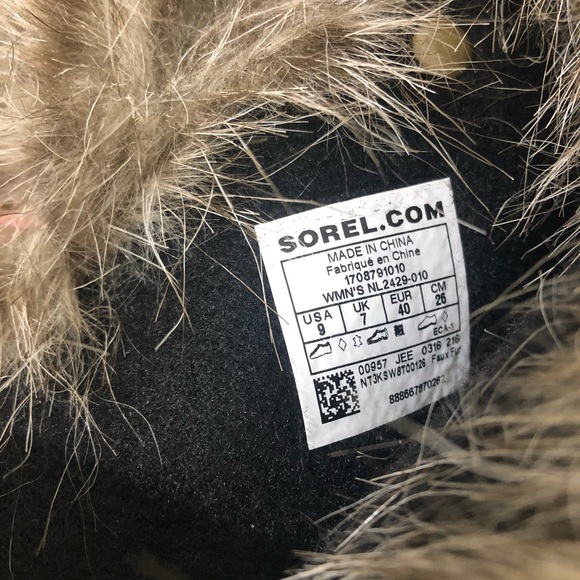 SOREL.COM
MADE IN CHINA
Fabriqué en Chine
1708791010
WMN'S NL2429-010
USA UK EUR CM
9 7 40 26
ECA-1
00957 JEE 0316 216
NT3KSW8T00126 Faux Fur
888667870262